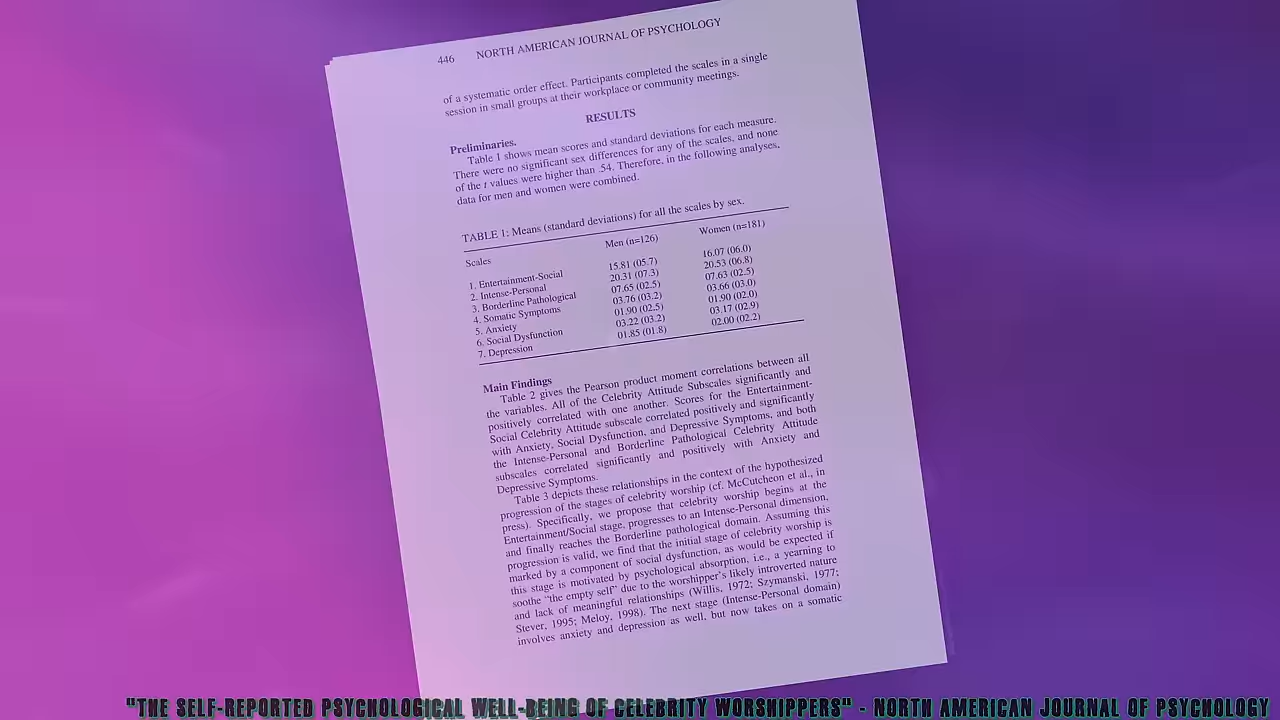 446 NORTH AMERICAN JOURNAL OF PSYCHOLOGY
of a systematic order effect. Participants completed the scales in a single
session in small groups at their workplace or community meetings.
RESULTS
Preliminaries.
Table 1 shows mean scores and standard deviations for each measure.
There were no significant sex differences for any of the scales, and none
of the t values were higher than .54. Therefore, in the following analyses,
data for men and women were combined.
TABLE 1: Means (standard deviations) for all the scales by sex.
Scales Men (n=126) Women (n=181)
1. Entertainment-Social 15.81 (05.7) 16.07 (06.0)
2. Intense-Personal 20.31 (07.3) 20.53 (06.8)
3. Borderline Pathological 07.65 (02.5) 07.63 (02.5)
4. Somatic Symptoms 03.76 (03.2) 03.66 (03.0)
5. Anxiety 01.90 (02.5) 01.90 (02.0)
6. Social Dysfunction 03.22 (03.2) 03.17 (02.9)
7. Depression 01.85 (01.8) 02.00 (02.2)
Main Findings
Table 2 gives the Pearson product moment correlations between all
the variables. All of the Celebrity Attitude Subscales significantly and
positively correlated with one another. Scores for the Entertainment-
Social Celebrity Attitude subscale correlated positively and significantly
with Anxiety, Social Dysfunction, and Depressive Symptoms, and both
the Intense-Personal and Borderline Pathological Celebrity Attitude
subscales correlated significantly and positively with Anxiety and
Depressive Symptoms.
Table 3 depicts these relationships in the context of the hypothesized
progression of the stages of celebrity worship (cf. McCutcheon et al., in
press). Specifically, we propose that celebrity worship begins at the
Entertainment/Social stage, progresses to an Intense-Personal dimension,
and finally reaches the Borderline pathological domain. Assuming this
progression is valid, we find that the initial stage of celebrity worship is
marked by a component of social dysfunction, as would be expected if
this stage is motivated by psychological absorption, i.e., a yearning to
soothe "the empty self" due to the worshipper's likely introverted nature
and lack of meaningful relationships (Willis, 1972; Szymanski, 1977;
Stever, 1995; Meloy, 1998). The next stage (Intense-Personal domain)
involves anxiety and depression as well, but now takes on a somatic
"THE SELF-REPORTED PSYCHOLOGICAL WELL-BEING OF CELEBRITY WORSHIPPERS" - NORTH AMERICAN JOURNAL OF PSYCHOLOGY